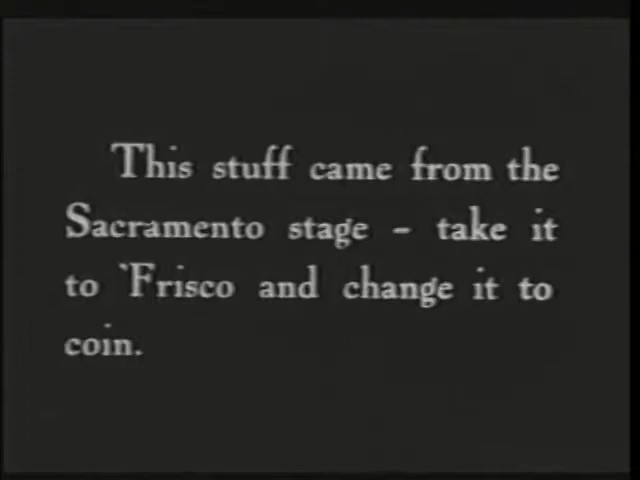 This stuff came from the
Sacramento stage - take it
to 'Frisco and change it to
coin.